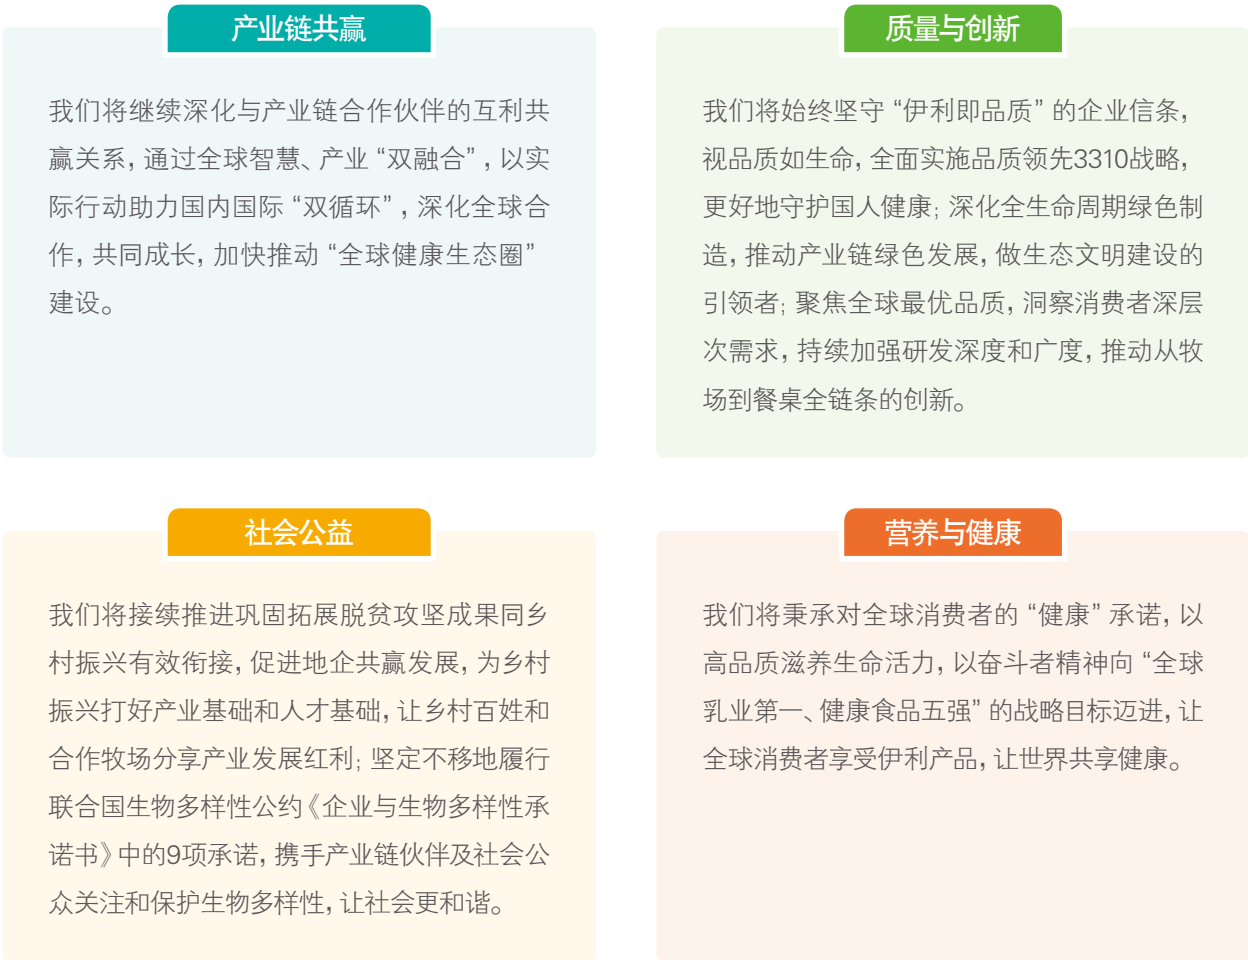 产业链共赢
我们将继续深化与产业链合作伙伴的互利共
赢关系，通过全球智慧、产业“双融合”，以实
际行动助力国内国际“双循环”，深化全球合
作，共同成长，加快推动“全球健康生态圈”
建设。
质量与创新
我们将始终坚守“伊利即品质”的企业信条，
视品质如生命，全面实施品质领先3310战略，
更好地守护国人健康；深化全生命周期绿色制
造，推动产业链绿色发展，做生态文明建设的
引领者；聚焦全球最优品质，洞察消费者深层
次需求，持续加强研发深度和广度，推动从牧
场到餐桌全链条的创新。
社会公益
我们将接续推进巩固拓展脱贫攻坚成果同乡
村振兴有效衔接，促进地企共赢发展，为乡村
振兴打好产业基础和人才基础，让乡村百姓和
合作牧场分享产业发展红利；坚定不移地履行
联合国生物多样性公约《企业与生物多样性承
诺书》中的9项承诺，携手产业链伙伴及社会公
众关注和保护生物多样性，让社会更和谐。
营养与健康
我们将秉承对全球消费者的“健康”承诺，以
高品质滋养生命活力，以奋斗者精神向“全球
乳业第一、健康食品五强”的战略目标迈进，让
全球消费者享受伊利产品，让世界共享健康。